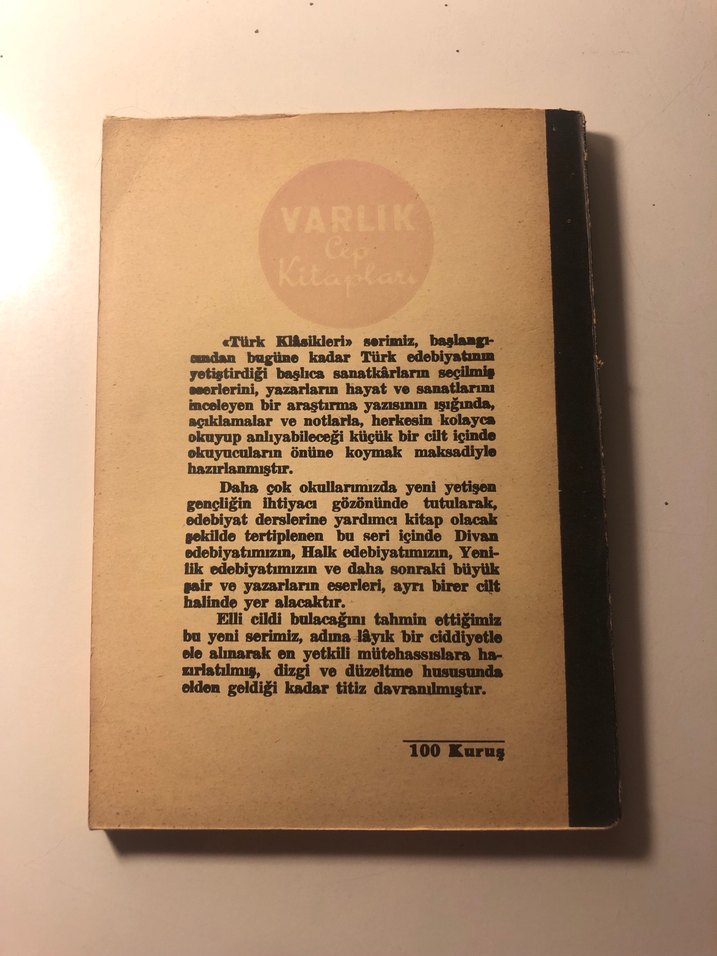 VARLIK
Cep
Kitapları
«Türk Klâsikleri» serimiz, başlangı-
cından bugüne kadar Türk edebiyatının
yetiştirdiği başlıca sanatkârların seçilmiş
eserlerini, yazarların hayat ve sanatlarını
inceleyen bir araştırma yazısının ışığında,
açıklamalar ve notlarla, herkesin kolayca
okuyup anlıyabileceği küçük bir cilt içinde
okuyucuların önüne koymak maksadiyle
hazırlanmıştır.
Daha çok okullarımızda yeni yetişen
gençliğin ihtiyacı gözönünde tutularak,
edebiyat derslerine yardımcı kitap olacak
şekilde tertiplenen bu seri içinde Divan
edebiyatımızın, Halk edebiyatımızın, Yeni-
lik edebiyatımızın ve daha sonraki büyük
şair ve yazarların eserleri, ayrı birer cilt
halinde yer alacaktır.
Elli cildi bulacağını tahmin ettiğimiz
bu yeni serimiz, adına lâyık bir ciddiyetle
ele alınarak en yetkili mütehassıslara ha-
zırlatılmış, dizgi ve düzeltme hususunda
elden geldiği kadar titiz davranılmıştır.
100 Kuruş